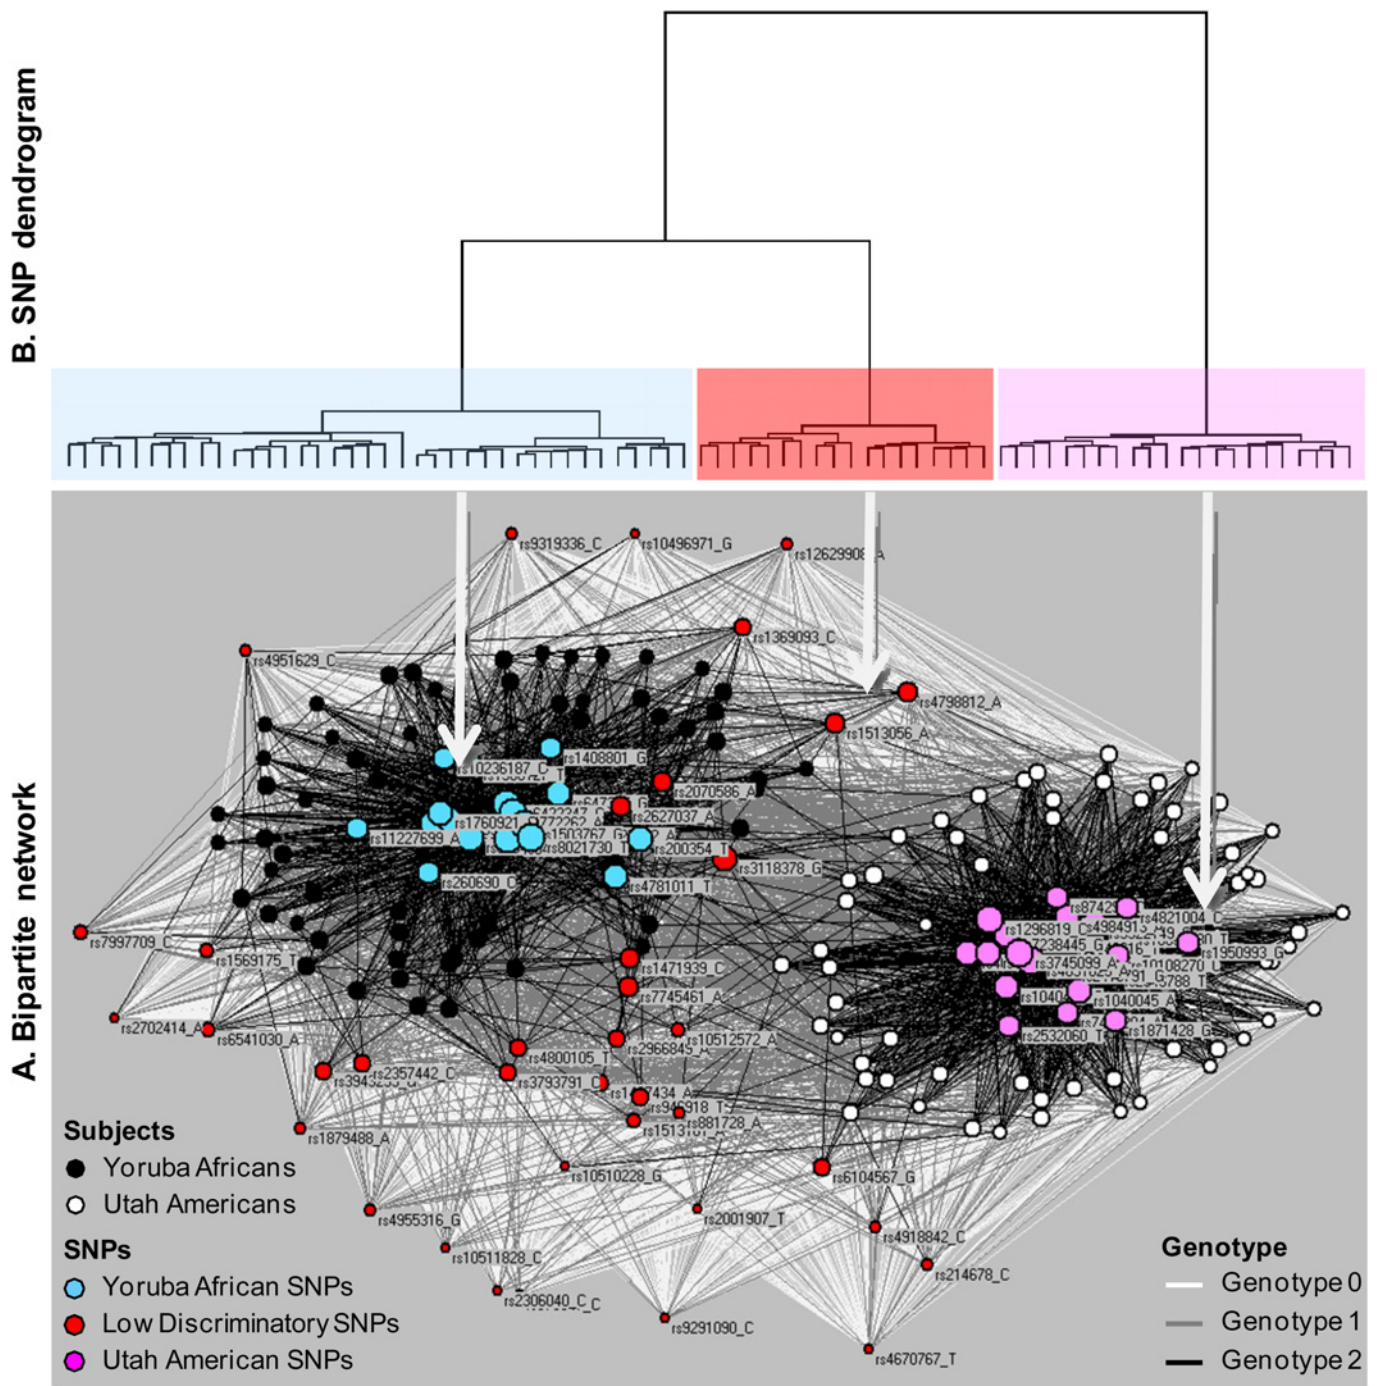 B. SNP dendrogram
A. Bipartite network
rs9319336_C
rs10496971_G
rs1369093_C
rs4951629_C
rs4798812_A
rs1513056_A
rs10236187_C
rs1408801_G
rs2070586_A
rs2627037_A
rs1760921
rs11227699_A
rs1503767_G
rs8021730_T
rs200354_T
rs3118378_G
rs260690_C
rs4781011_T
rs4821004_C
rs1296819_C
rs4984913_A
rs7997709_C
rs1569175_T
rs1471939_C
rs3745099_A
rs1950993_G
rs7745461_A
rs1040045_A
rs2702414_A
rs6541030_A
rs10512572_A
rs2966849_A
rs2532060_T
rs1871428_G
rs4800105_T
rs2357442_C
rs3793791_C
rs881728_A
rs1879488_A
rs10510228_G
rs6104567_G
rs4955316_G
rs2001907_T
rs4918842_C
rs10511828_C
rs214678_C
rs2306040_C
rs9291090_C
rs4670767_T
Subjects
Yoruba Africans
Utah Americans
SNPs
Yoruba African SNPs
Low Discriminatory SNPs
Utah American SNPs
Genotype
Genotype 0
Genotype 1
Genotype 2